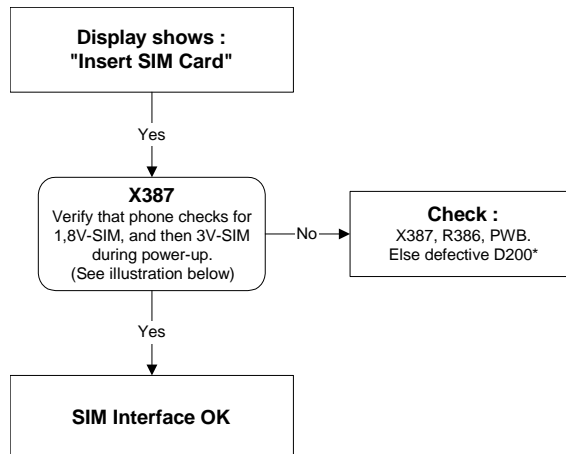 Display shows :
"Insert SIM Card"
Yes
X387
Verify that phone checks for
1,8V-SIM, and then 3V-SIM
during power-up.
(See illustration below)
No
Check :
X387, R386, PWB.
Else defective D200*
Yes
SIM Interface OK